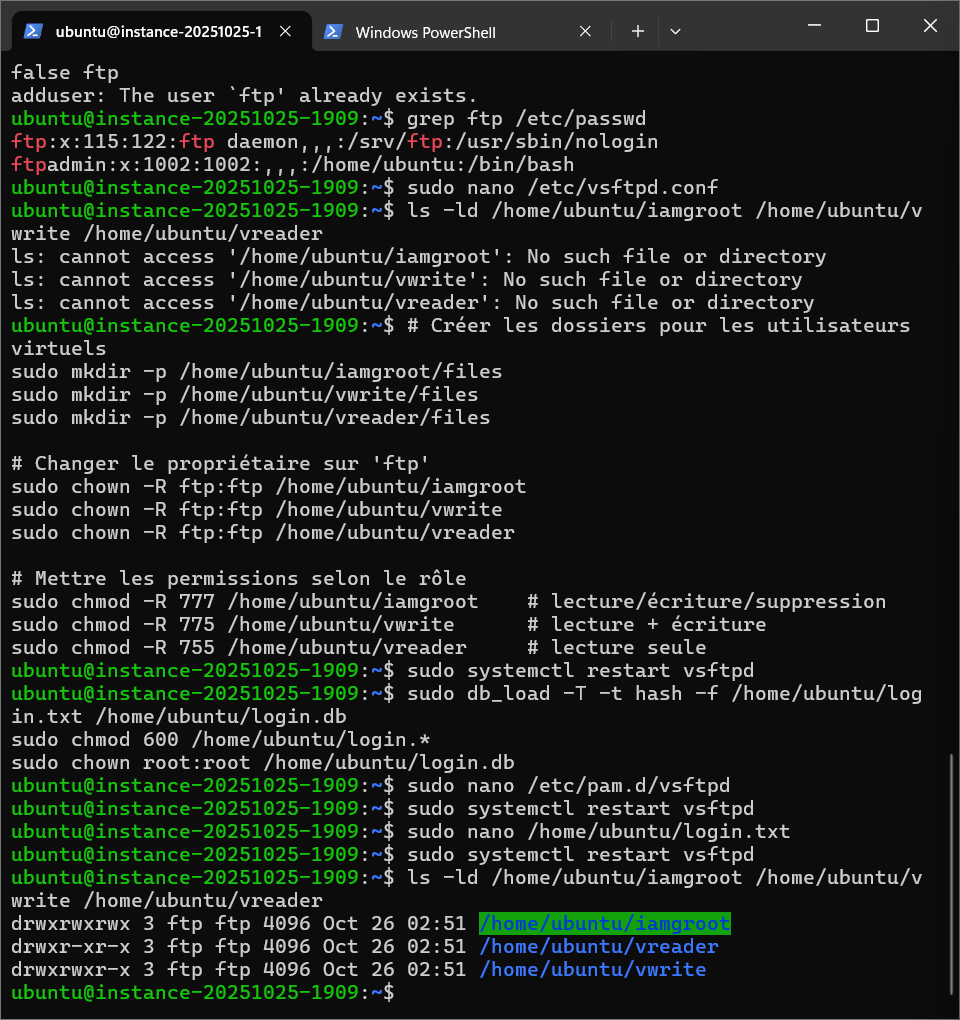 ubuntu@instance-20251025-1
Windows PowerShell
false ftp
adduser: The user `ftp' already exists.
ubuntu@instance-20251025-1909:~$ grep ftp /etc/passwd
ftp:x:115:122:ftp daemon,,,:/srv/ftp:/usr/sbin/nologin
ftpadmin:x:1002:1002:,,,:/home/ubuntu:/bin/bash
ubuntu@instance-20251025-1909:~$ sudo nano /etc/vsftpd.conf
ubuntu@instance-20251025-1909:~$ ls -ld /home/ubuntu/iamgroot /home/ubuntu/v
write /home/ubuntu/vreader
ls: cannot access '/home/ubuntu/iamgroot': No such file or directory
ls: cannot access '/home/ubuntu/vwrite': No such file or directory
ls: cannot access '/home/ubuntu/vreader': No such file or directory
ubuntu@instance-20251025-1909:~$ # Créer les dossiers pour les utilisateurs
virtuels
sudo mkdir -p /home/ubuntu/iamgroot/files
sudo mkdir -p /home/ubuntu/vwrite/files
sudo mkdir -p /home/ubuntu/vreader/files

# Changer le propriétaire sur 'ftp'
sudo chown -R ftp:ftp /home/ubuntu/iamgroot
sudo chown -R ftp:ftp /home/ubuntu/vwrite
sudo chown -R ftp:ftp /home/ubuntu/vreader

# Mettre les permissions selon le rôle
sudo chmod -R 777 /home/ubuntu/iamgroot    # lecture/écriture/suppression
sudo chmod -R 775 /home/ubuntu/vwrite      # lecture + écriture
sudo chmod -R 755 /home/ubuntu/vreader     # lecture seule
ubuntu@instance-20251025-1909:~$ sudo systemctl restart vsftpd
ubuntu@instance-20251025-1909:~$ sudo db_load -T -t hash -f /home/ubuntu/log
in.txt /home/ubuntu/login.db
sudo chmod 600 /home/ubuntu/login.*
sudo chown root:root /home/ubuntu/login.db
ubuntu@instance-20251025-1909:~$ sudo nano /etc/pam.d/vsftpd
ubuntu@instance-20251025-1909:~$ sudo systemctl restart vsftpd
ubuntu@instance-20251025-1909:~$ sudo nano /home/ubuntu/login.txt
ubuntu@instance-20251025-1909:~$ sudo systemctl restart vsftpd
ubuntu@instance-20251025-1909:~$ ls -ld /home/ubuntu/iamgroot /home/ubuntu/v
write /home/ubuntu/vreader
drwxrwxrwx 3 ftp ftp 4096 Oct 26 02:51 /home/ubuntu/iamgroot
drwxr-xr-x 3 ftp ftp 4096 Oct 26 02:51 /home/ubuntu/vreader
drwxrwxr-x 3 ftp ftp 4096 Oct 26 02:51 /home/ubuntu/vwrite
ubuntu@instance-20251025-1909:~$